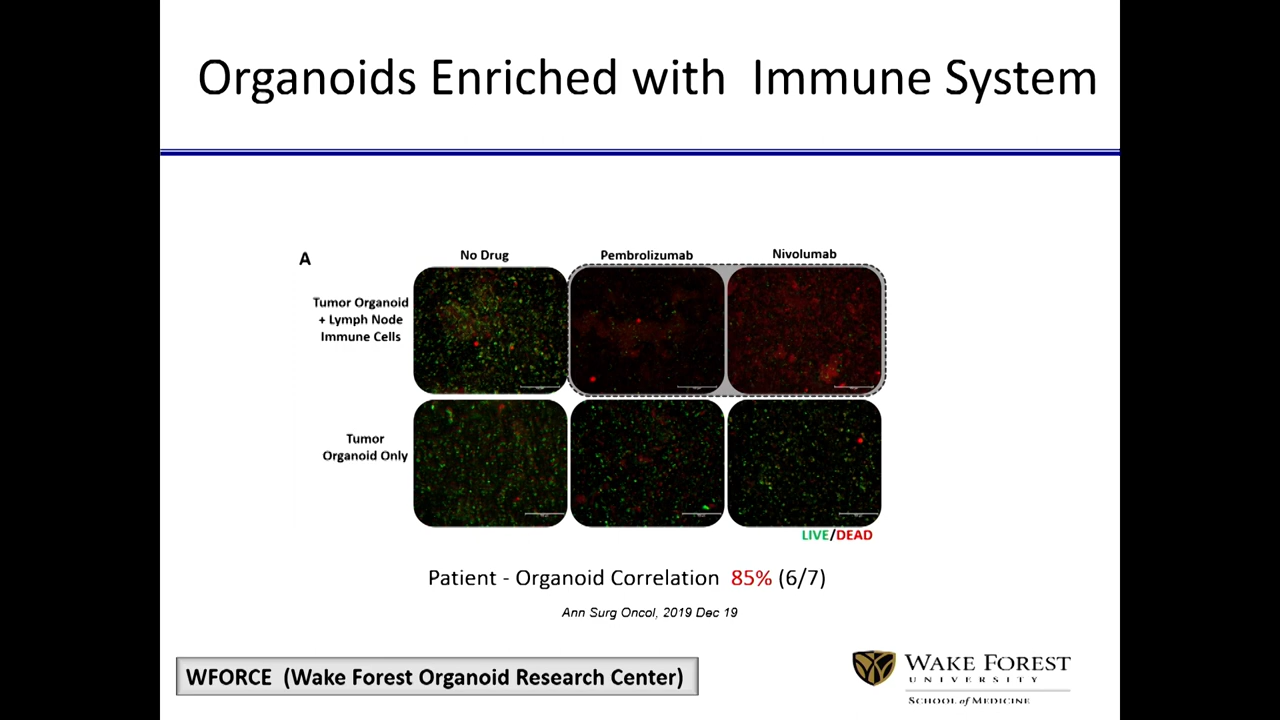 Organoids Enriched with  Immune System
A
No Drug
Pembrolizumab
Nivolumab
Tumor Organoid
+ Lymph Node
Immune Cells
Tumor
Organoid Only
LIVE/DEAD
Patient - Organoid Correlation  85% (6/7)
Ann Surg Oncol, 2019 Dec 19
WFORCE  (Wake Forest Organoid Research Center)
WAKE FOREST
UNIVERSITY
SCHOOL of MEDICINE